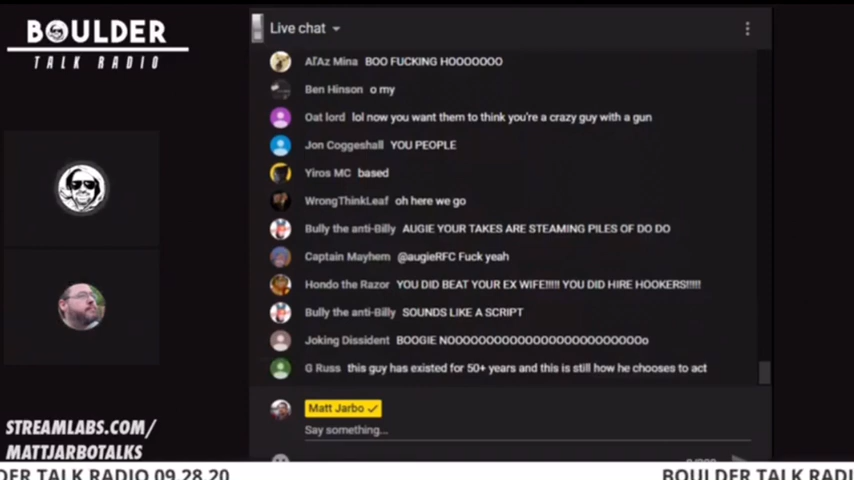 BOULDER
TALK RADIO
Live chat
Al'Az Mina BOO FUCKING HOOOOOOO
Ben Hinson o my
Oat lord lol now you want them to think you're a crazy guy with a gun
Jon Coggeshall YOU PEOPLE
Yiros MC based
WrongThinkLeaf oh here we go
Bully the anti-Billy AUGIE YOUR TAKES ARE STEAMING PILES OF DO DO
Captain Mayhem @augieRFC Fuck yeah
Hondo the Razor YOU DID BEAT YOUR EX WIFE!!!!! YOU DID HIRE HOOKERS!!!!!
Bully the anti-Billy SOUNDS LIKE A SCRIPT
Joking Dissident BOOGIE NOOOOOOOOOOOOOOOOOOOOOOOOOo
G Russ this guy has existed for 50+ years and this is still how he chooses to act
Matt Jarbo
Say something...
STREAMLABS.COM/
MATTJARBOTALKS
DER TALK RADIO 09.28.20
BOULDER TALK RADI